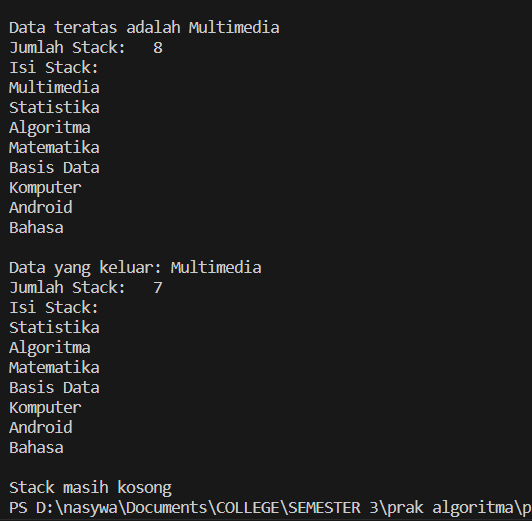 Data teratas adalah Multimedia
Jumlah Stack:   8
Isi Stack:
Multimedia
Statistika
Algoritma
Matematika
Basis Data
Komputer
Android
Bahasa

Data yang keluar: Multimedia
Jumlah Stack:   7
Isi Stack:
Statistika
Algoritma
Matematika
Basis Data
Komputer
Android
Bahasa

Stack masih kosong
PS D:\nasywa\Documents\COLLEGE\SEMESTER 3\prak algoritma\p